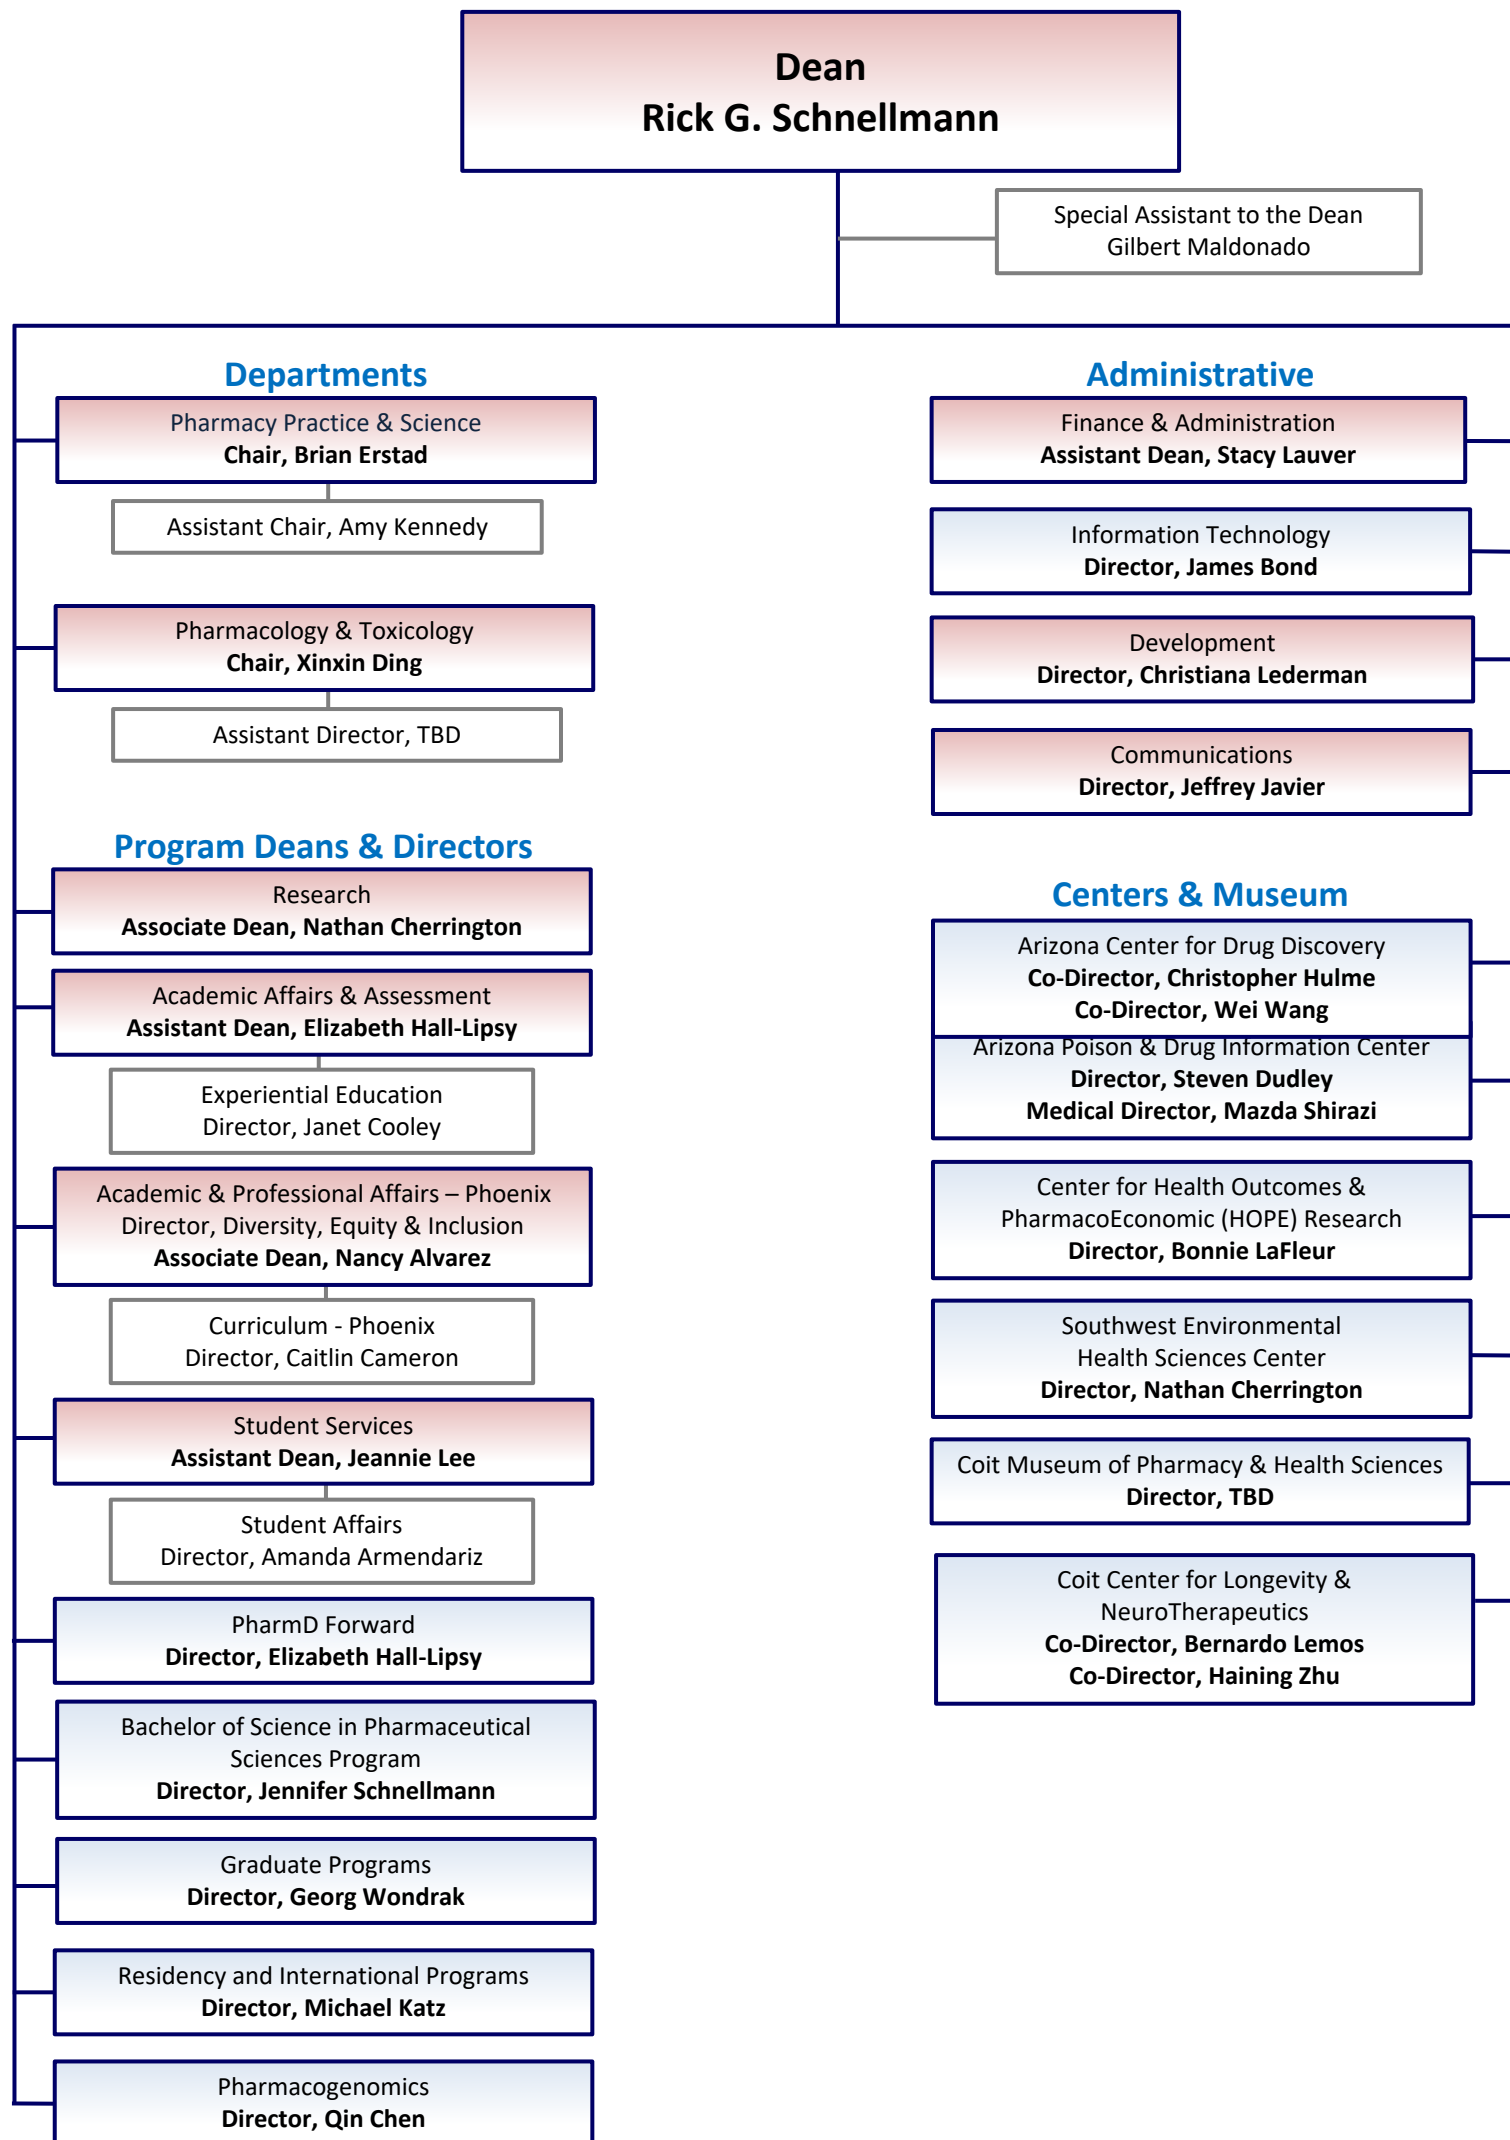 Dean
Rick G. Schnellmann
Special Assistant to the Dean
Gilbert Maldonado
Departments
Pharmacy Practice & Science
Chair, Brian Erstad
Assistant Chair, Amy Kennedy
Pharmacology & Toxicology
Chair, Xinxin Ding
Assistant Director, TBD
Program Deans & Directors
Research
Associate Dean, Nathan Cherrington
Academic Affairs & Assessment
Assistant Dean, Elizabeth Hall-Lipsy
Experiential Education
Director, Janet Cooley
Academic & Professional Affairs – Phoenix
Director, Diversity, Equity & Inclusion
Associate Dean, Nancy Alvarez
Curriculum - Phoenix
Director, Caitlin Cameron
Student Services
Assistant Dean, Jeannie Lee
Student Affairs
Director, Amanda Armendariz
PharmD Forward
Director, Elizabeth Hall-Lipsy
Bachelor of Science in Pharmaceutical
Sciences Program
Director, Jennifer Schnellmann
Graduate Programs
Director, Georg Wondrak
Residency and International Programs
Director, Michael Katz
Pharmacogenomics
Director, Qin Chen
Administrative
Finance & Administration
Assistant Dean, Stacy Lauver
Information Technology
Director, James Bond
Development
Director, Christiana Lederman
Communications
Director, Jeffrey Javier
Centers & Museum
Arizona Center for Drug Discovery
Co-Director, Christopher Hulme
Co-Director, Wei Wang
Arizona Poison & Drug Information Center
Director, Steven Dudley
Medical Director, Mazda Shirazi
Center for Health Outcomes &
PharmacoEconomic (HOPE) Research
Director, Bonnie LaFleur
Southwest Environmental
Health Sciences Center
Director, Nathan Cherrington
Coit Museum of Pharmacy & Health Sciences
Director, TBD
Coit Center for Longevity &
NeuroTherapeutics
Co-Director, Bernardo Lemos
Co-Director, Haining Zhu